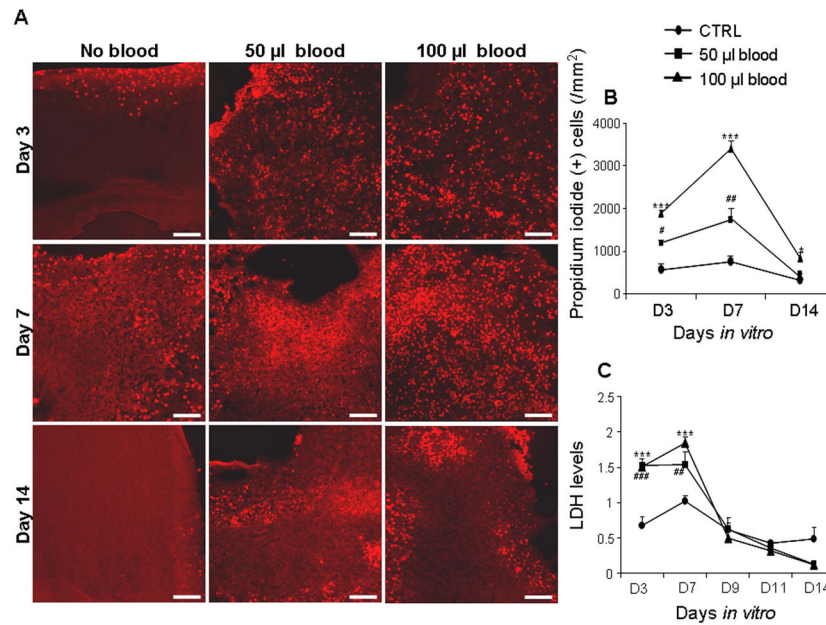 A
No blood
50 µl blood
100 µl blood
Day 3
Day 7
Day 14
CTRL
50 µl blood
100 µl blood
B
Propidium iodide (+) cells (/mm²)
4000
3000
2000
1000
0
***
#
***
##
*
D3 D7 D14
Days in vitro
C
LDH levels
2
1.5
1
0.5
0
***
###
***
##
D3 D7 D9 D11 D14
Days in vitro